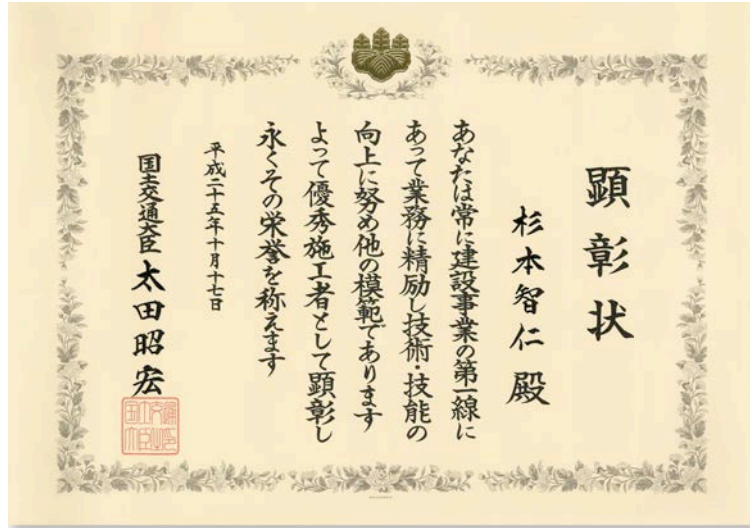 顕彰状
杉本智仁殿
あなたは常に建設事業の第一線に
あって業務に精励し技術・技能の
向上に努め他の模範であります
よって優秀施工者として顕彰し
永くその栄誉を称えます
平成二十五年十月十七日
国土交通大臣 太田昭宏